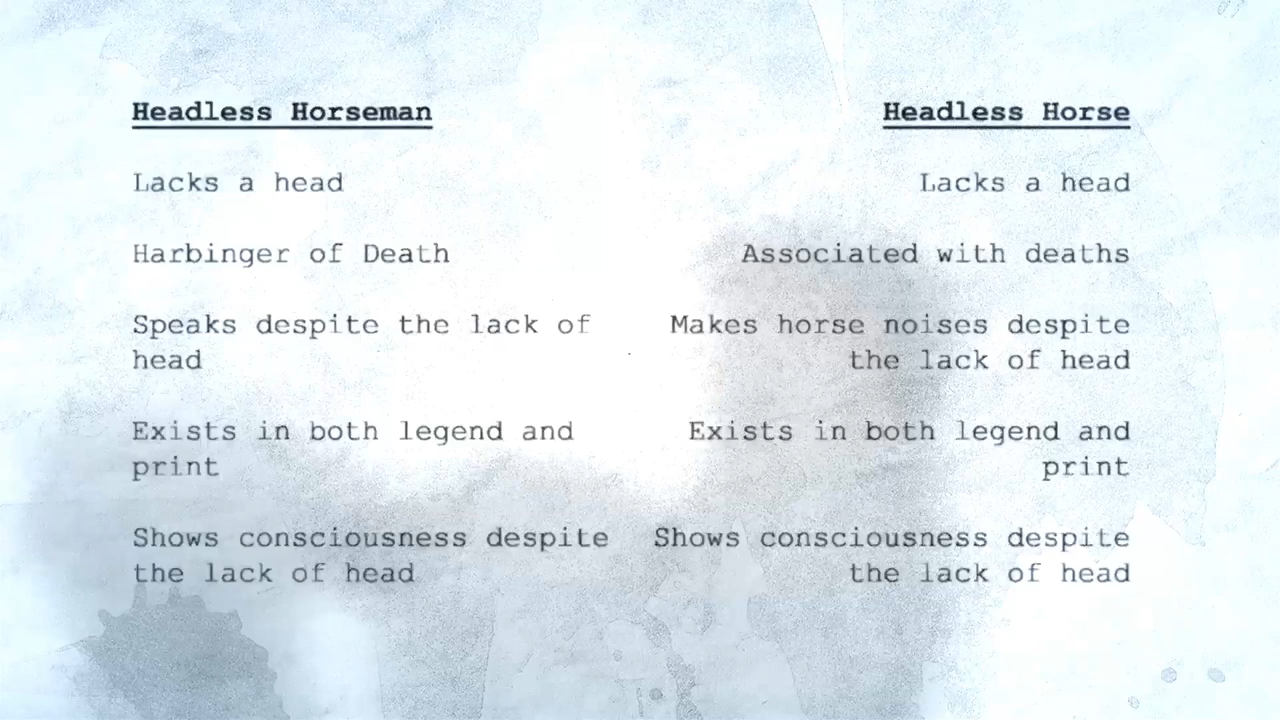 Headless Horseman
Lacks a head
Harbinger of Death
Speaks despite the lack of
head
Exists in both legend and
print
Shows consciousness despite
the lack of head
Headless Horse
Lacks a head
Associated with deaths
Makes horse noises despite
the lack of head
Exists in both legend and
print
Shows consciousness despite
the lack of head